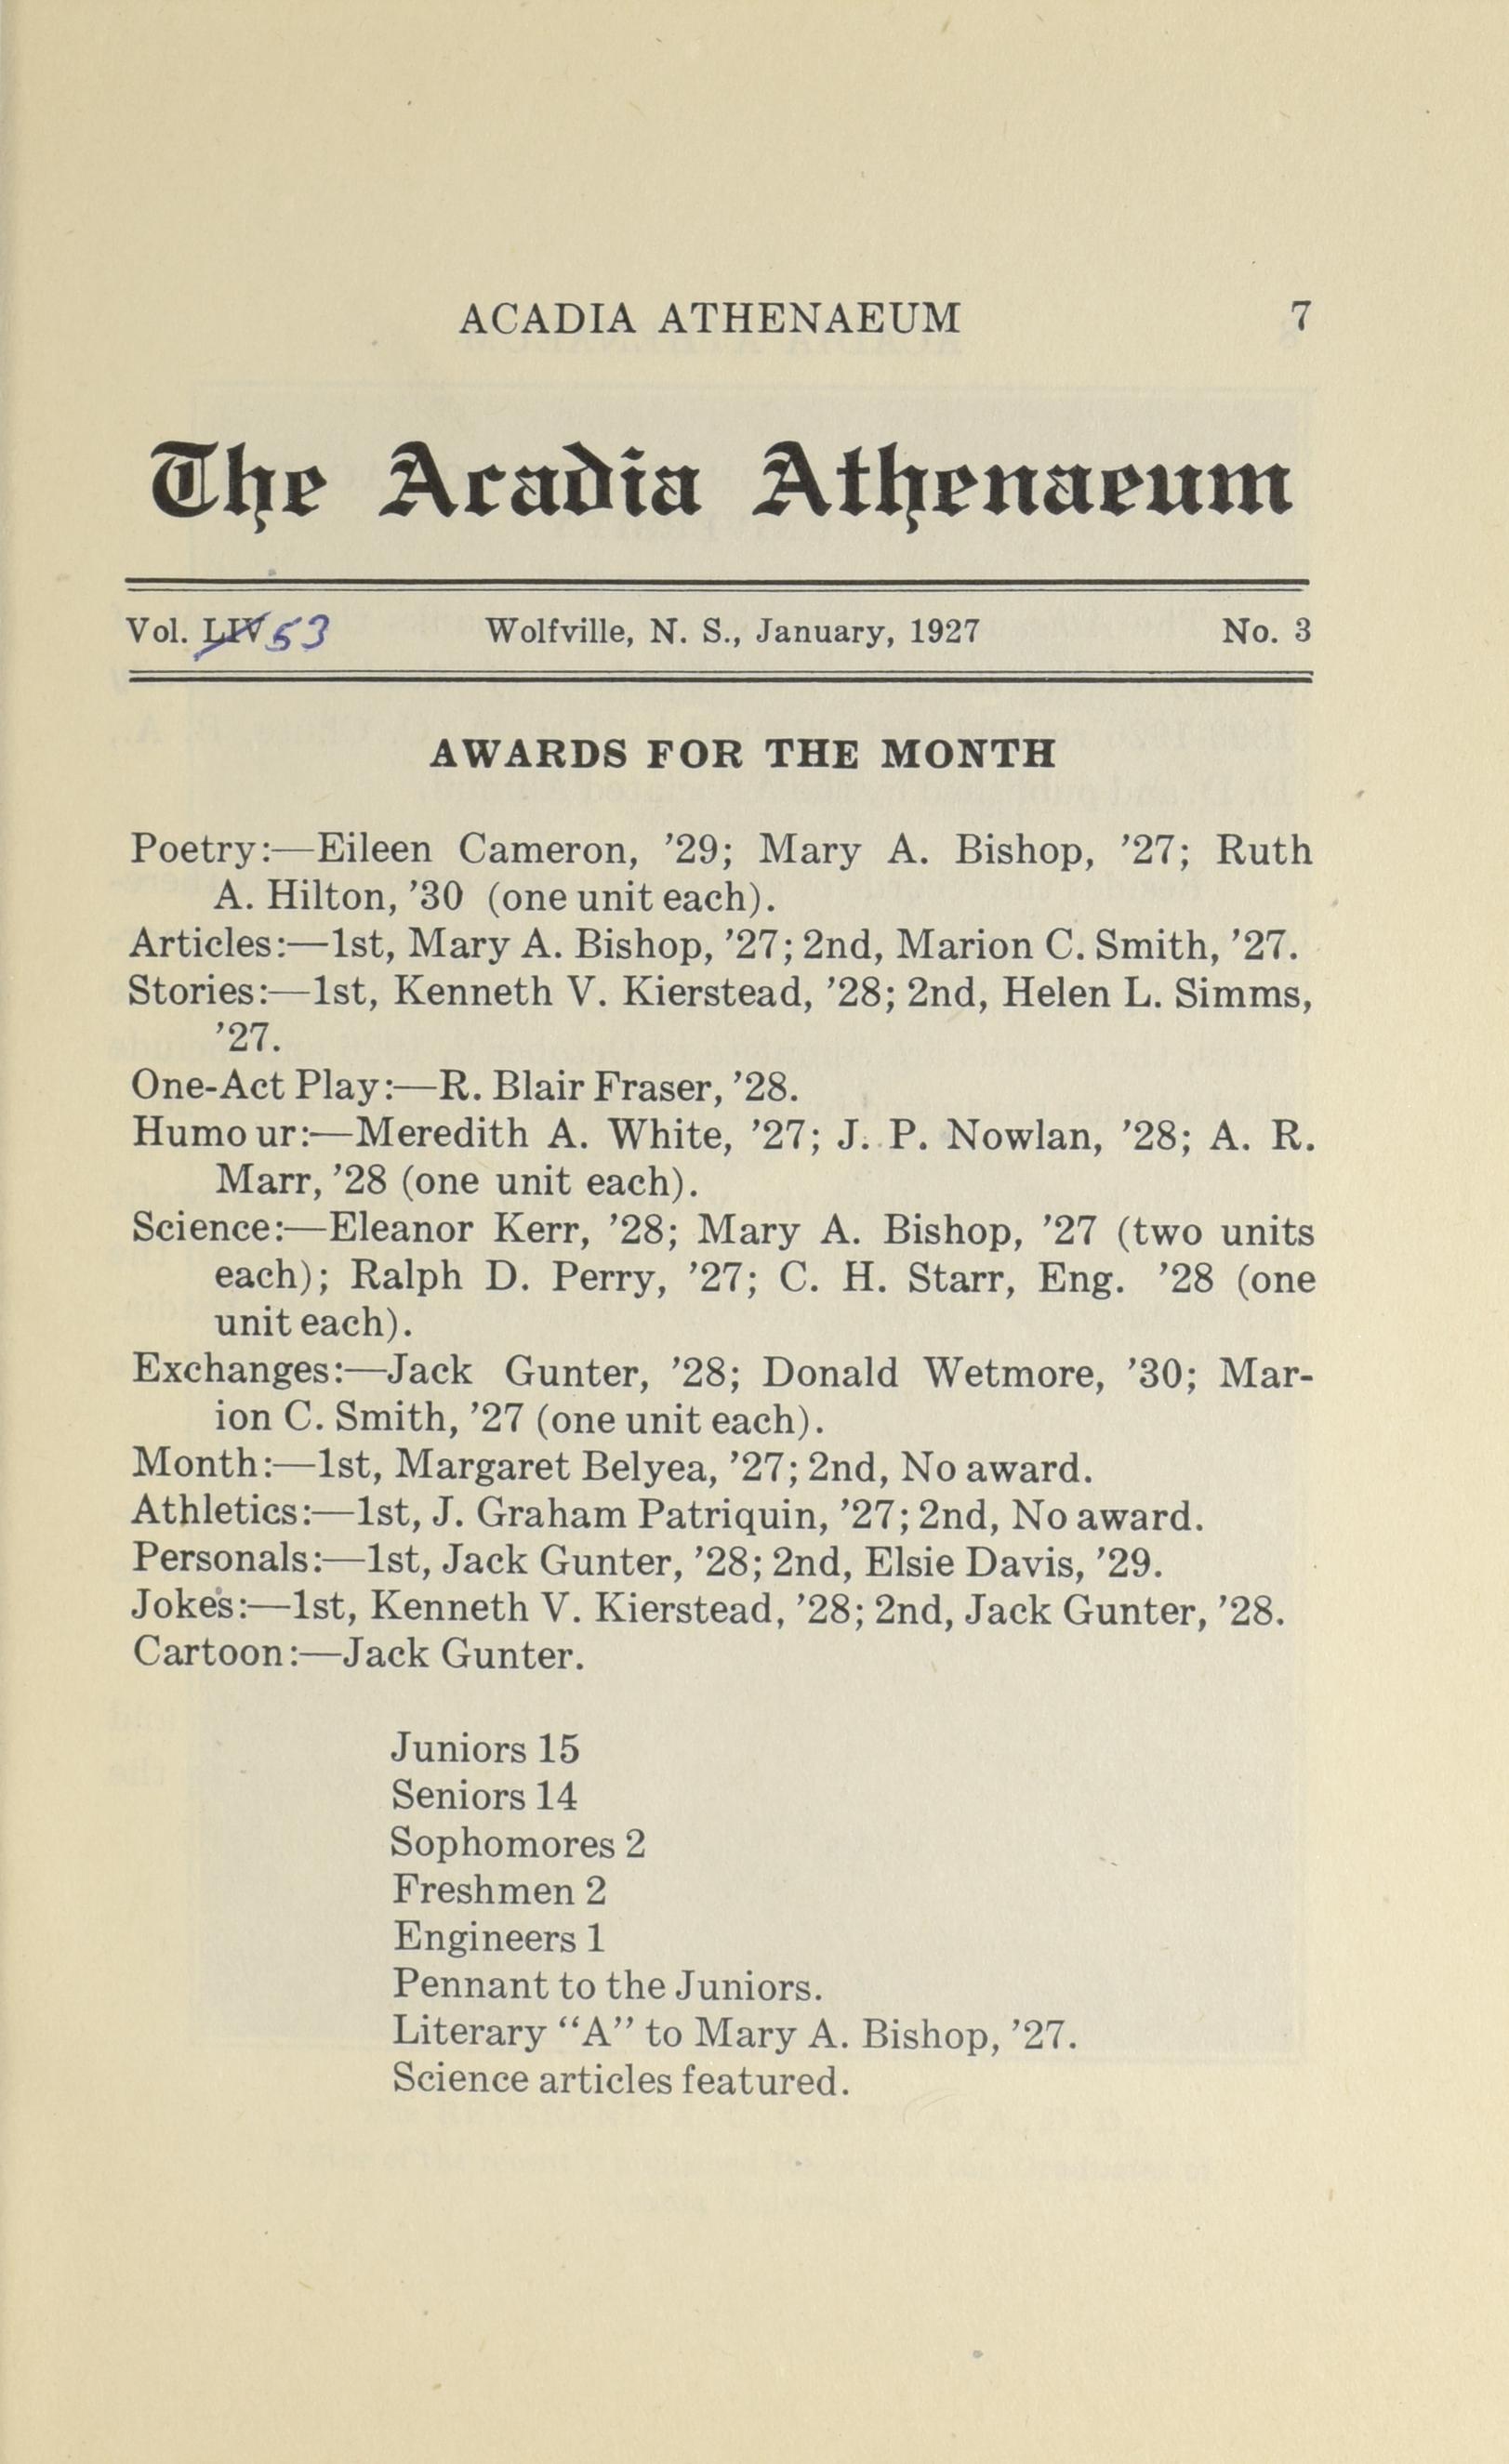 ACADIA ATHENAEUM 7
The Acadia Athenaeum
Vol. LIV 53 Wolfville, N. S., January, 1927 No. 3
AWARDS FOR THE MONTH
Poetry:—Eileen Cameron, ’29; Mary A. Bishop, ’27; Ruth
A. Hilton, ’30 (one unit each).
Articles:—1st, Mary A. Bishop, ’27; 2nd, Marion C. Smith, ’27.
Stories:—1st, Kenneth V. Kierstead, ’28; 2nd, Helen L. Simms,
’27.
One-Act Play:—R. Blair Fraser, ’28.
Humour:—Meredith A. White, ’27; J. P. Nowlan, ’28; A. R.
Marr, ’28 (one unit each).
Science:—Eleanor Kerr, ’28; Mary A. Bishop, ’27 (two units
each); Ralph D. Perry, ’27; C. H. Starr, Eng. ’28 (one
unit each).
Exchanges:—Jack Gunter, ’28; Donald Wetmore, ’30; Mar-
ion C. Smith, ’27 (one unit each).
Month:—1st, Margaret Belyea, ’27; 2nd, No award.
Athletics:—1st, J. Graham Patriquin, ’27; 2nd, No award.
Personals:—1st, Jack Gunter, ’28; 2nd, Elsie Davis, ’29.
Jokes:—1st, Kenneth V. Kierstead, ’28; 2nd, Jack Gunter, ’28.
Cartoon:—Jack Gunter.
Juniors 15
Seniors 14
Sophomores 2
Freshmen 2
Engineers 1
Pennant to the Juniors.
Literary “A” to Mary A. Bishop, ’27.
Science articles featured.